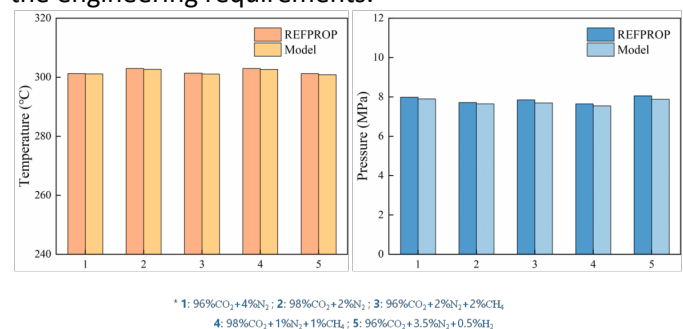 the engineering requirements.
320
300
280
260
240
Temperature (℃)
REFPROP
Model
1 2 3 4 5
12
10
8
6
4
2
0
Pressure (MPa)
REFPROP
Model
1 2 3 4 5
* 1: 96%CO₂+4%N₂ ; 2: 98%CO₂+2%N₂ ; 3: 96%CO₂+2%N₂+2%CH₄
4: 98%CO₂+1%N₂+1%CH₄ ; 5: 96%CO₂+3.5%N₂+0.5%H₂